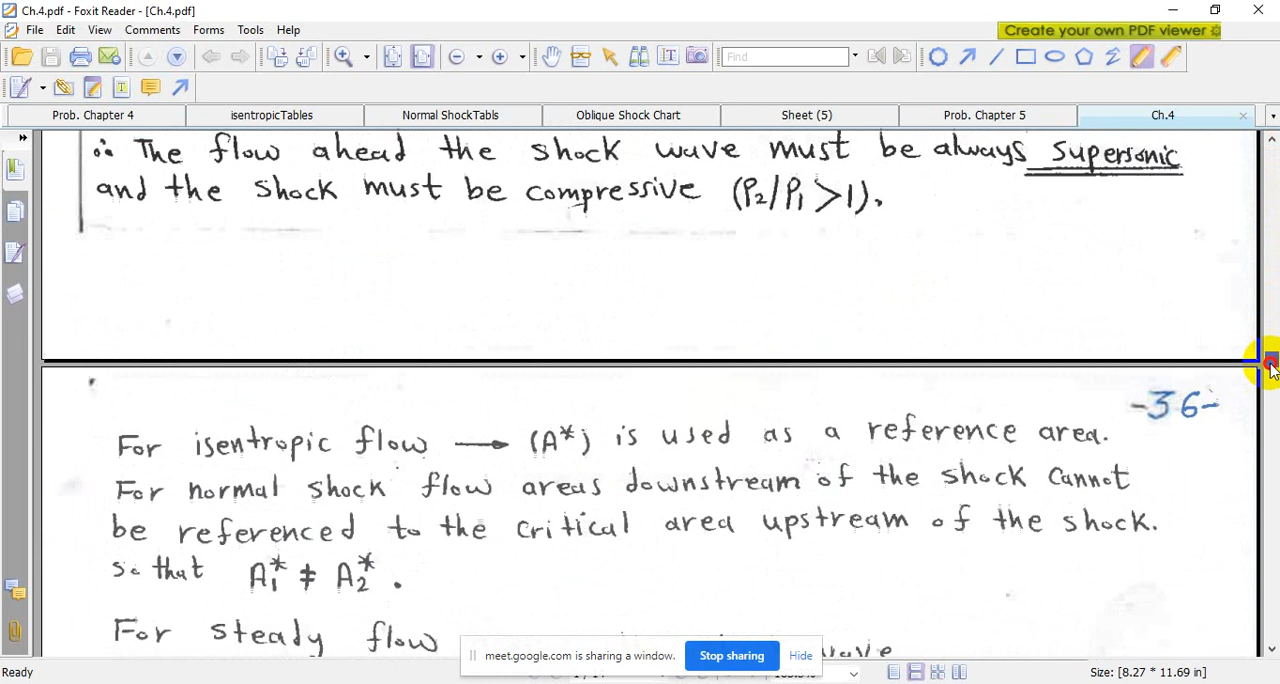 Ch.4.pdf - Foxit Reader - [Ch.4.pdf]
File Edit View Comments Forms Tools Help
Create your own PDF viewer
Find
Prob. Chapter 4 isentropicTables Normal ShockTabls Oblique Shock Chart Sheet (5) Prob. Chapter 5 Ch.4
∴ The flow ahead the shock wave must be always supersonic
and the shock must be compressive (P2/P1 >1).
-36-
For isentropic flow → (A*) is used as a reference area.
For normal shock flow areas downstream of the shock cannot
be referenced to the critical area upstream of the shock.
so that A1* ≠ A2* .
For steady flow
meet.google.com is sharing a window. Stop sharing Hide
Ready
Size: [8.27 * 11.69 in]